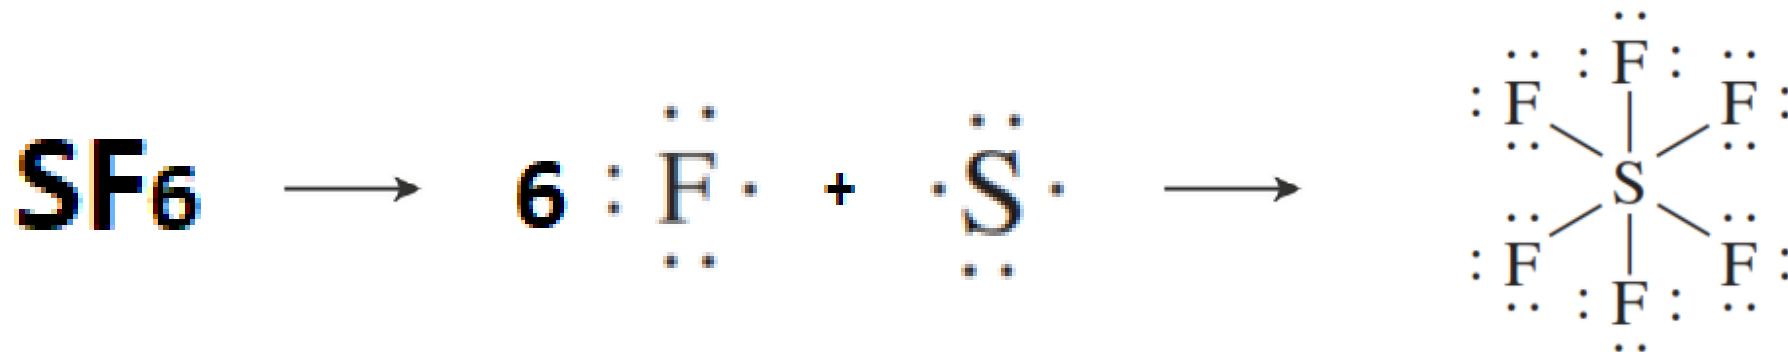 SF6 → 6 :F· + ·S· →
F
F F
S
F F
F